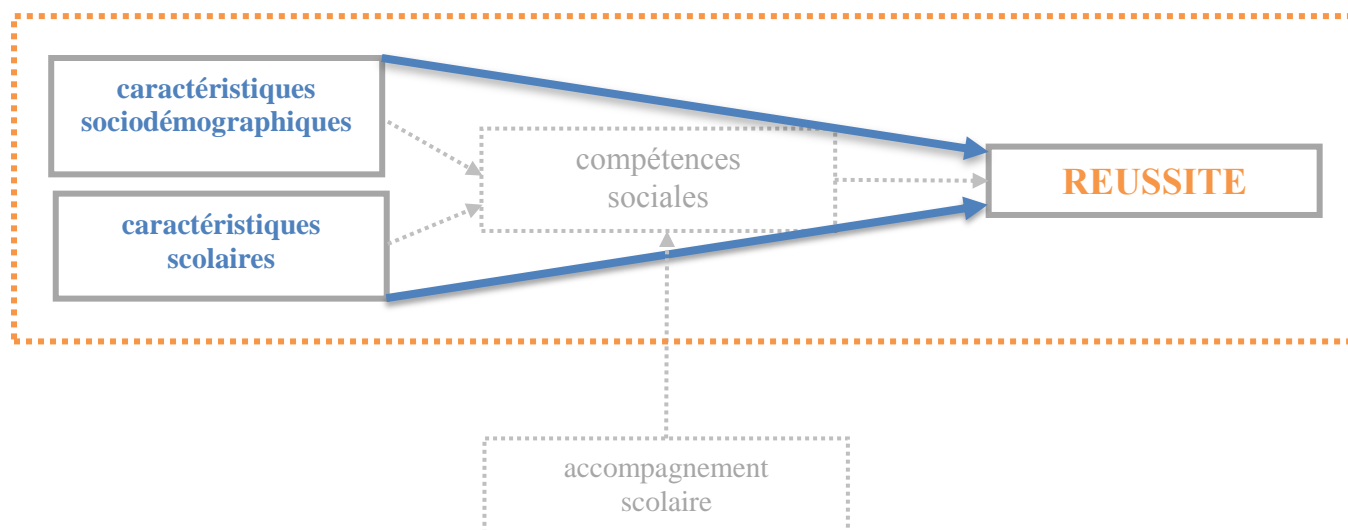 caractéristiques
sociodémographiques
compétences
sociales
REUSSITE
caractéristiques
scolaires
accompagnement
scolaire